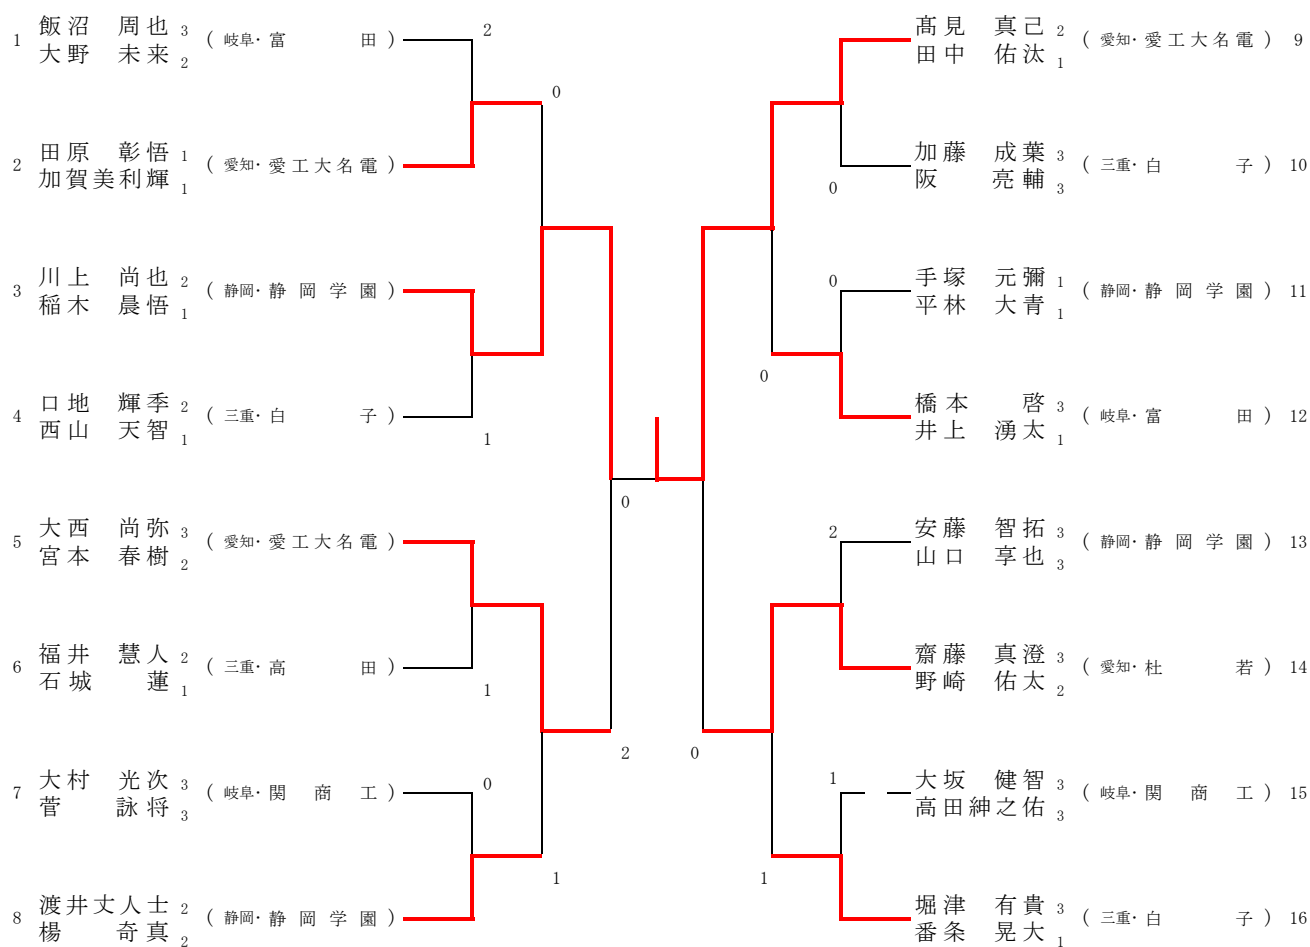 1 飯沼 周也 3 ( 岐阜・富 田 )
大野 未来 2
2
0
2 田原 彰悟 1 ( 愛知・愛工大名電 )
加賀美利輝 1
3 川上 尚也 2 ( 静岡・静岡学園 )
稲木 晨悟 1
4 口地 輝季 2 ( 三重・白 子 )
西山 天智 1
1
0
5 大西 尚弥 3 ( 愛知・愛工大名電 )
宮本 春樹 2
6 福井 慧人 2 ( 三重・高 田 )
石城 蓮 1
1
2
7 大村 光次 3 ( 岐阜・関商工 )
菅 詠将 3
0
1
8 渡井丈人士 2 ( 静岡・静岡学園 )
楊 奇真 2
髙見 真己 2 ( 愛知・愛工大名電 ) 9
田中 佑汰 1
加藤 成葉 3 ( 三重・白 子 ) 10
阪 亮輔 3
0
0
手塚 元彌 1 ( 静岡・静岡学園 ) 11
平林 大青 1
0
橋本 啓 3 ( 岐阜・富 田 ) 12
井上 湧太 1
2
安藤 智拓 3 ( 静岡・静岡学園 ) 13
山口 享也 3
齋藤 真澄 3 ( 愛知・杜 若 ) 14
野崎 佑太 2
0
1
大坂 健智 3 ( 岐阜・関商工 ) 15
高田紳之佑 3
1
堀津 有貴 3 ( 三重・白 子 ) 16
番条 晃大 1